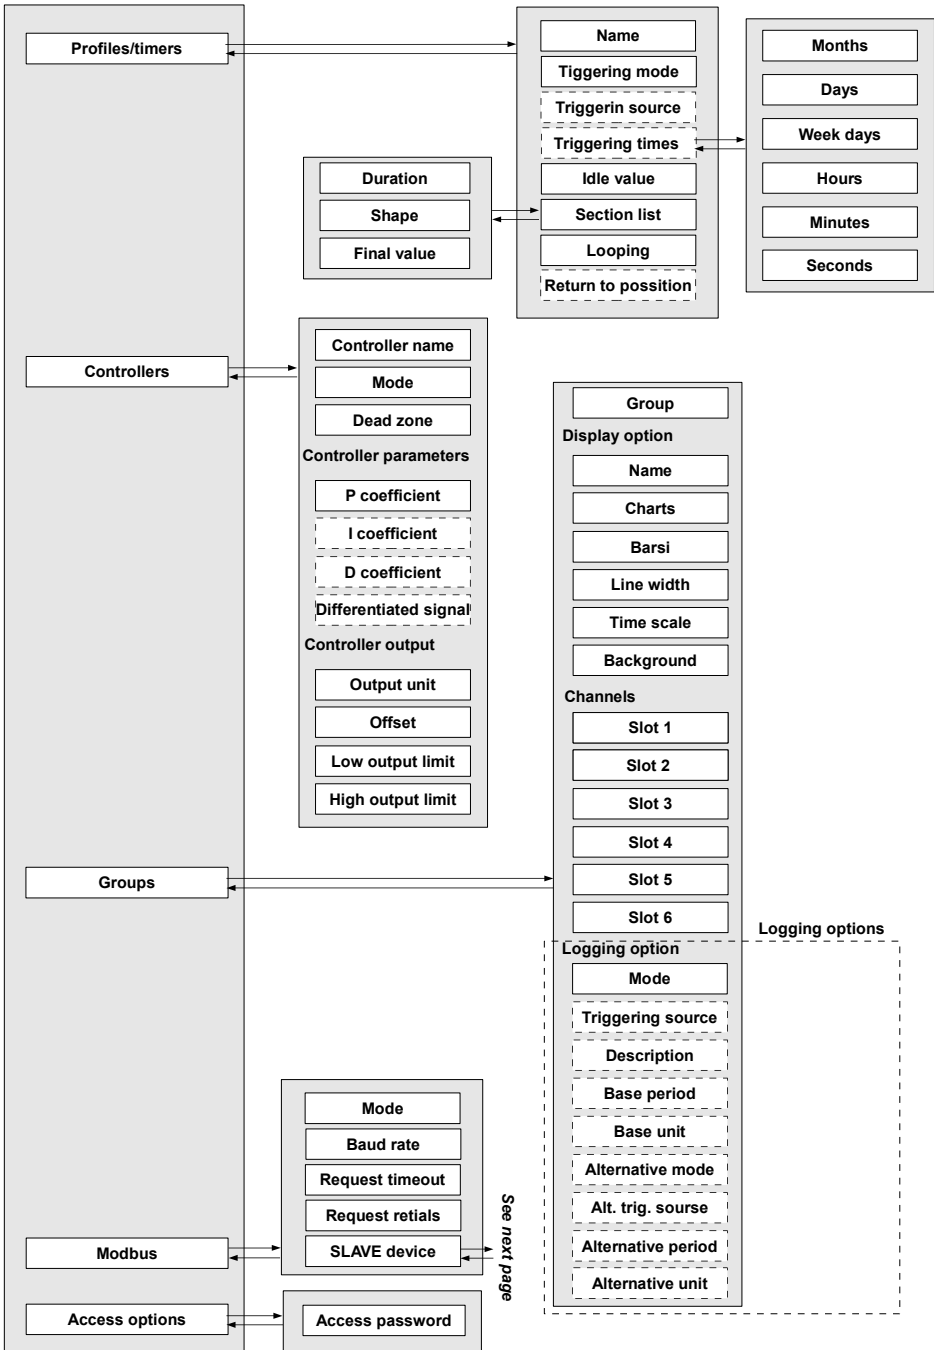 Profiles/timers
Name
Tiggering mode
Triggerin source
Triggering times
Idle value
Section list
Looping
Return to possition
Months
Days
Week days
Hours
Minutes
Seconds
Duration
Shape
Final value
Controllers
Controller name
Mode
Dead zone
Controller parameters
P coefficient
I coefficient
D coefficient
Differentiated signal
Controller output
Output unit
Offset
Low output limit
High output limit
Groups
Group
Display option
Name
Charts
Barsi
Line width
Time scale
Background
Channels
Slot 1
Slot 2
Slot 3
Slot 4
Slot 5
Slot 6
Logging options
Logging option
Mode
Triggering source
Description
Base period
Base unit
Alternative mode
Alt. trig. sourse
Alternative period
Alternative unit
Modbus
Mode
Baud rate
Request timeout
Request retials
SLAVE device
See next page
Access options
Access password